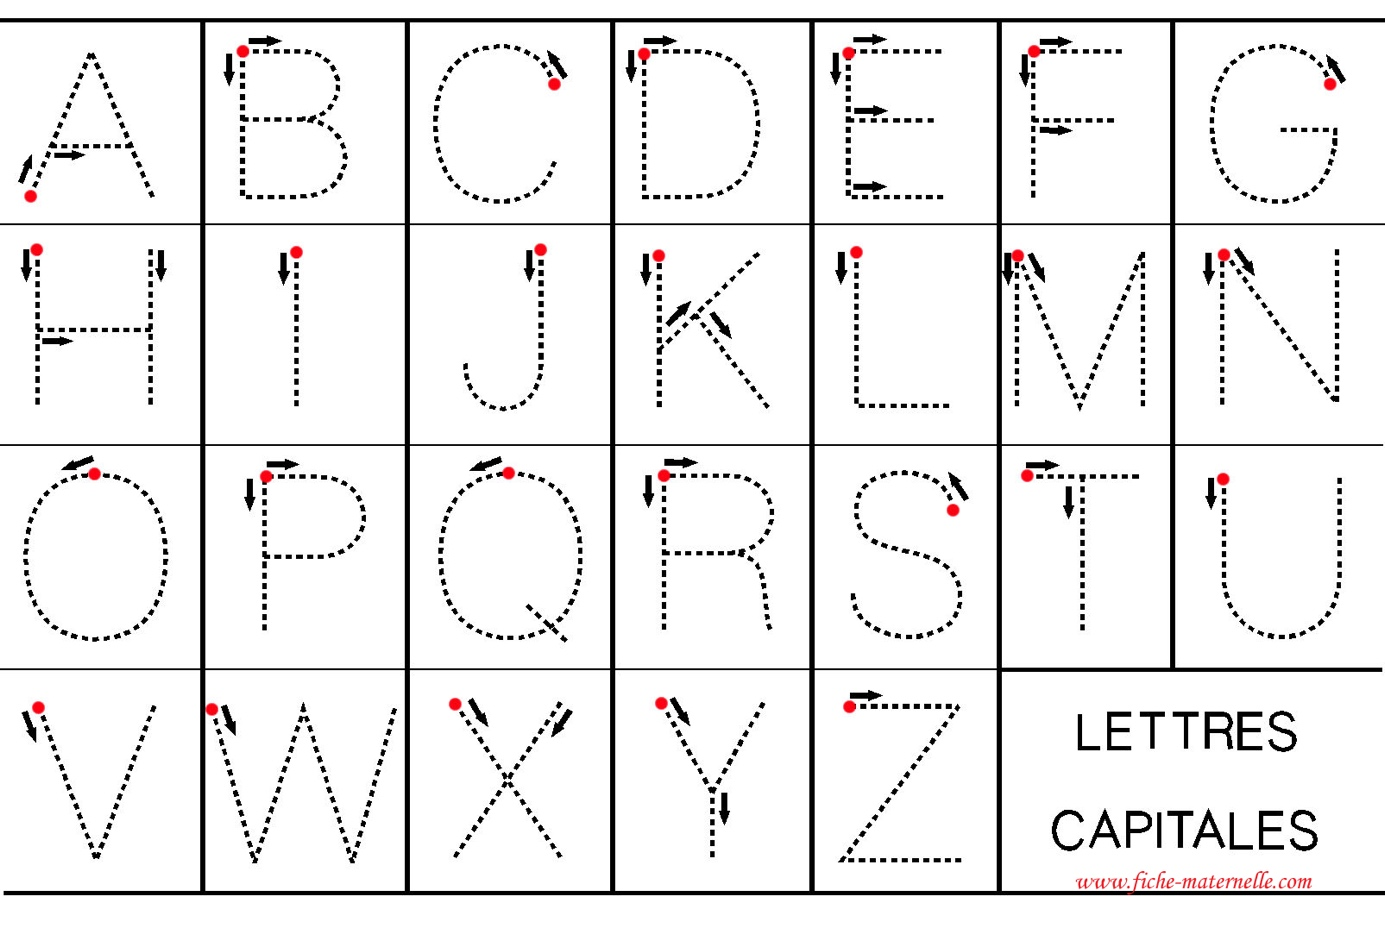 A B C D E F G
H I J K L M N
O P Q R S T U
V W X Y Z
LETTRES
CAPITALES
www.fiche-maternelle.com